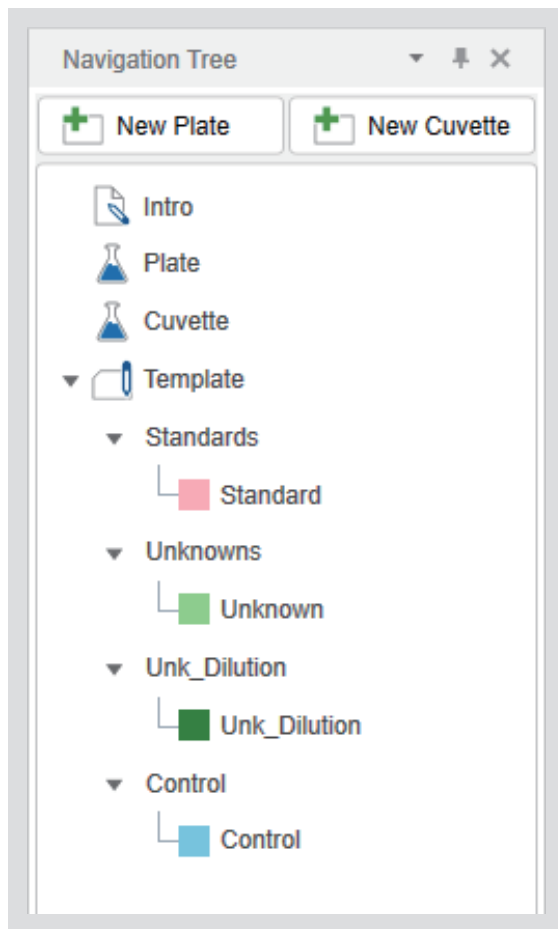 Navigation Tree
New Plate New Cuvette
Intro
Plate
Cuvette
Template
Standards
Standard
Unknowns
Unknown
Unk_Dilution
Unk_Dilution
Control
Control